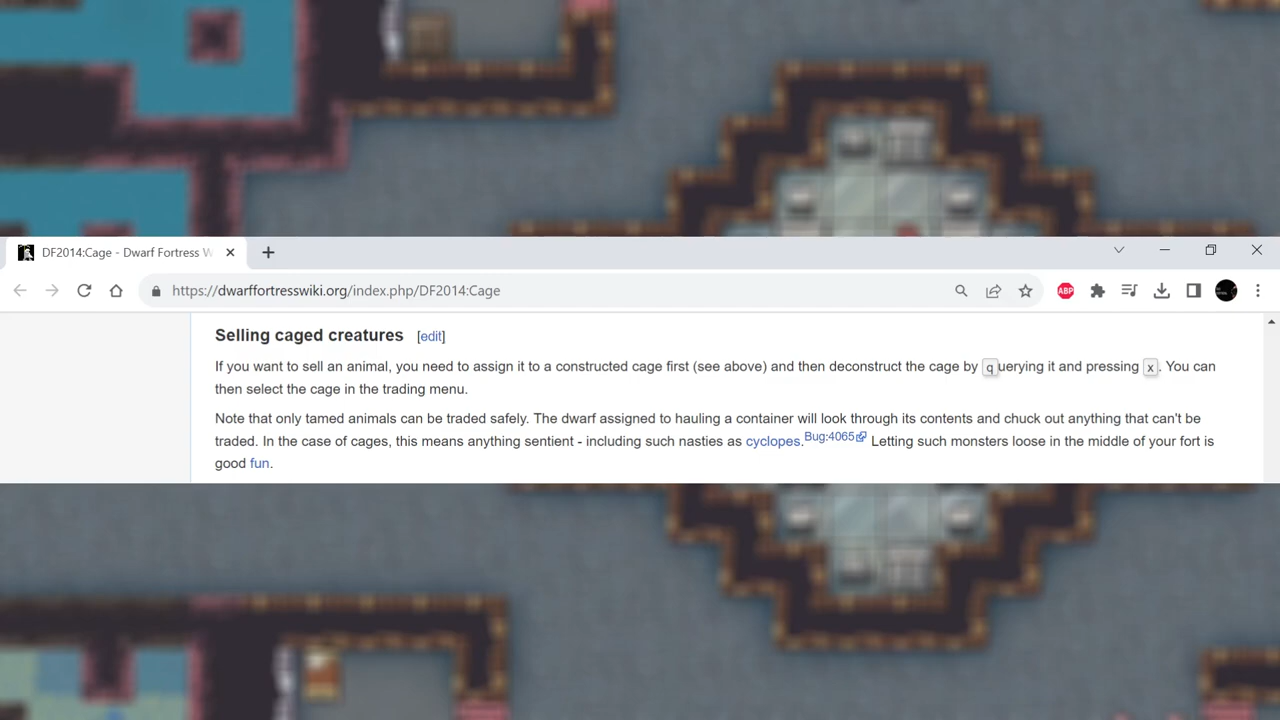 DF2014:Cage - Dwarf Fortress W
https://dwarffortresswiki.org/index.php/DF2014:Cage
ABP
Selling caged creatures [edit]
If you want to sell an animal, you need to assign it to a constructed cage first (see above) and then deconstruct the cage by querying it and pressing x. You can
then select the cage in the trading menu.
Note that only tamed animals can be traded safely. The dwarf assigned to hauling a container will look through its contents and chuck out anything that can't be
traded. In the case of cages, this means anything sentient - including such nasties as cyclopes.Bug:4065 Letting such monsters loose in the middle of your fort is
good fun.